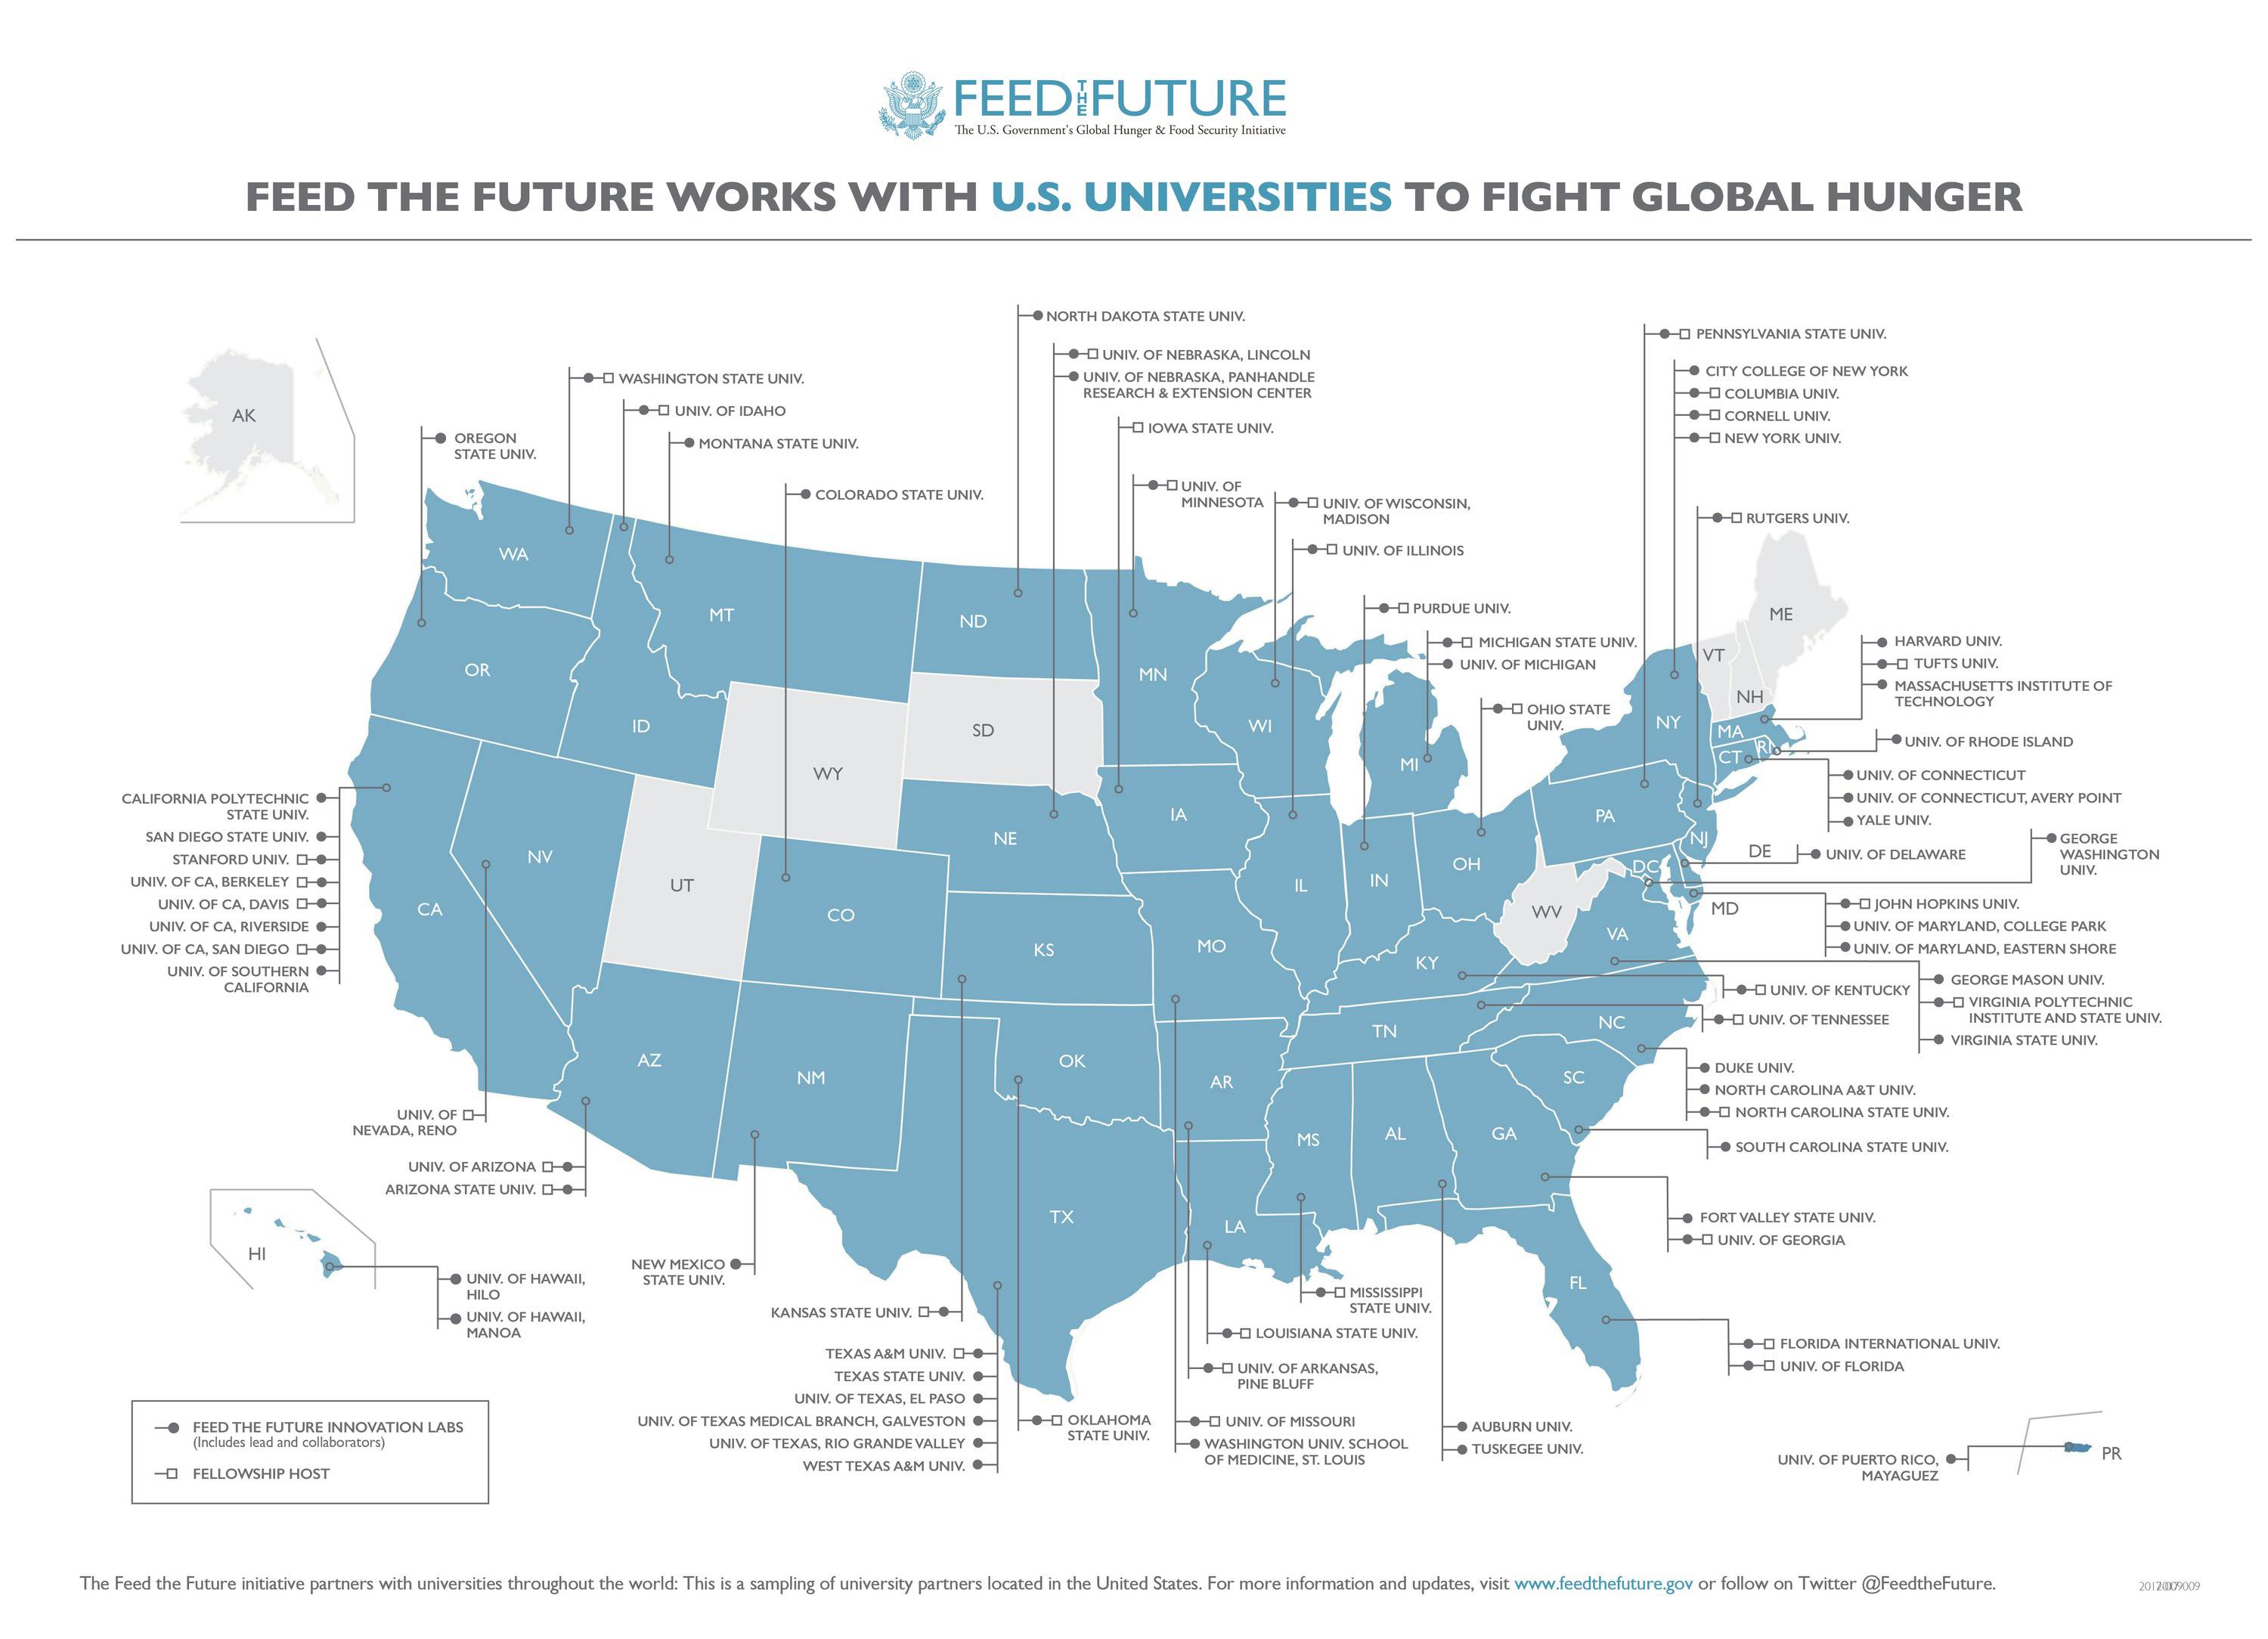 FEED THE FUTURE
The U.S. Government's Global Hunger & Food Security Initiative
FEED THE FUTURE WORKS WITH U.S. UNIVERSITIES TO FIGHT GLOBAL HUNGER
NORTH DAKOTA STATE UNIV.
UNIV. OF NEBRASKA, LINCOLN
UNIV. OF NEBRASKA, PANHANDLE
RESEARCH & EXTENSION CENTER
IOWA STATE UNIV.
UNIV. OF
MINNESOTA
UNIV. OF WISCONSIN,
MADISON
UNIV. OF ILLINOIS
PURDUE UNIV.
MICHIGAN STATE UNIV.
UNIV. OF MICHIGAN
OHIO STATE
UNIV.
PENNSYLVANIA STATE UNIV.
CITY COLLEGE OF NEW YORK
COLUMBIA UNIV.
CORNELL UNIV.
NEW YORK UNIV.
RUTGERS UNIV.
WASHINGTON STATE UNIV.
UNIV. OF IDAHO
MONTANA STATE UNIV.
COLORADO STATE UNIV.
OREGON
STATE UNIV.
AK
WA
OR
ID
MT
ND
SD
WY
MN
WI
MI
NY
VT
NH
ME
MA
CT
RI
CA
NV
UT
CO
NE
KS
IA
MO
IL
IN
OH
PA
NJ
DE
DC
MD
WV
VA
KY
TN
NC
SC
AZ
NM
OK
AR
TX
LA
MS
AL
GA
FL
HI
PR
HARVARD UNIV.
TUFTS UNIV.
MASSACHUSETTS INSTITUTE OF
TECHNOLOGY
UNIV. OF RHODE ISLAND
UNIV. OF CONNECTICUT
UNIV. OF CONNECTICUT, AVERY POINT
YALE UNIV.
GEORGE
WASHINGTON
UNIV.
UNIV. OF DELAWARE
JOHN HOPKINS UNIV.
UNIV. OF MARYLAND, COLLEGE PARK
UNIV. OF MARYLAND, EASTERN SHORE
GEORGE MASON UNIV.
VIRGINIA POLYTECHNIC
INSTITUTE AND STATE UNIV.
VIRGINIA STATE UNIV.
UNIV. OF KENTUCKY
UNIV. OF TENNESSEE
DUKE UNIV.
NORTH CAROLINA A&T UNIV.
NORTH CAROLINA STATE UNIV.
SOUTH CAROLINA STATE UNIV.
FORT VALLEY STATE UNIV.
UNIV. OF GEORGIA
FLORIDA INTERNATIONAL UNIV.
UNIV. OF FLORIDA
CALIFORNIA POLYTECHNIC
STATE UNIV.
SAN DIEGO STATE UNIV.
STANFORD UNIV.
UNIV. OF CA, BERKELEY
UNIV. OF CA, DAVIS
UNIV. OF CA, RIVERSIDE
UNIV. OF CA, SAN DIEGO
UNIV. OF SOUTHERN
CALIFORNIA
UNIV. OF
NEVADA, RENO
UNIV. OF ARIZONA
ARIZONA STATE UNIV.
UNIV. OF HAWAII,
HILO
UNIV. OF HAWAII,
MANOA
NEW MEXICO
STATE UNIV.
KANSAS STATE UNIV.
TEXAS A&M UNIV.
TEXAS STATE UNIV.
UNIV. OF TEXAS, EL PASO
UNIV. OF TEXAS MEDICAL BRANCH, GALVESTON
UNIV. OF TEXAS, RIO GRANDE VALLEY
WEST TEXAS A&M UNIV.
OKLAHOMA
STATE UNIV.
MISSISSIPPI
STATE UNIV.
LOUISIANA STATE UNIV.
UNIV. OF ARKANSAS,
PINE BLUFF
UNIV. OF MISSOURI
WASHINGTON UNIV. SCHOOL
OF MEDICINE, ST. LOUIS
AUBURN UNIV.
TUSKEGEE UNIV.
UNIV. OF PUERTO RICO,
MAYAGUEZ
FEED THE FUTURE INNOVATION LABS
(Includes lead and collaborators)
FELLOWSHIP HOST
The Feed the Future initiative partners with universities throughout the world: This is a sampling of university partners located in the United States. For more information and updates, visit www.feedthefuture.gov or follow on Twitter @FeedtheFuture.